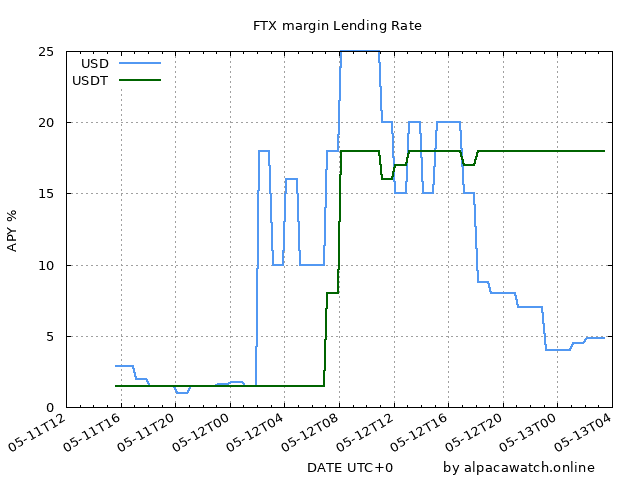 FTX margin Lending Rate
USD
USDT
25
20
15
10
5
0
APY %
05-11T12
05-11T16
05-11T20
05-12T00
05-12T04
05-12T08
05-12T12
05-12T16
05-12T20
05-13T00
05-13T04
DATE UTC+0
by alpacawatch.online